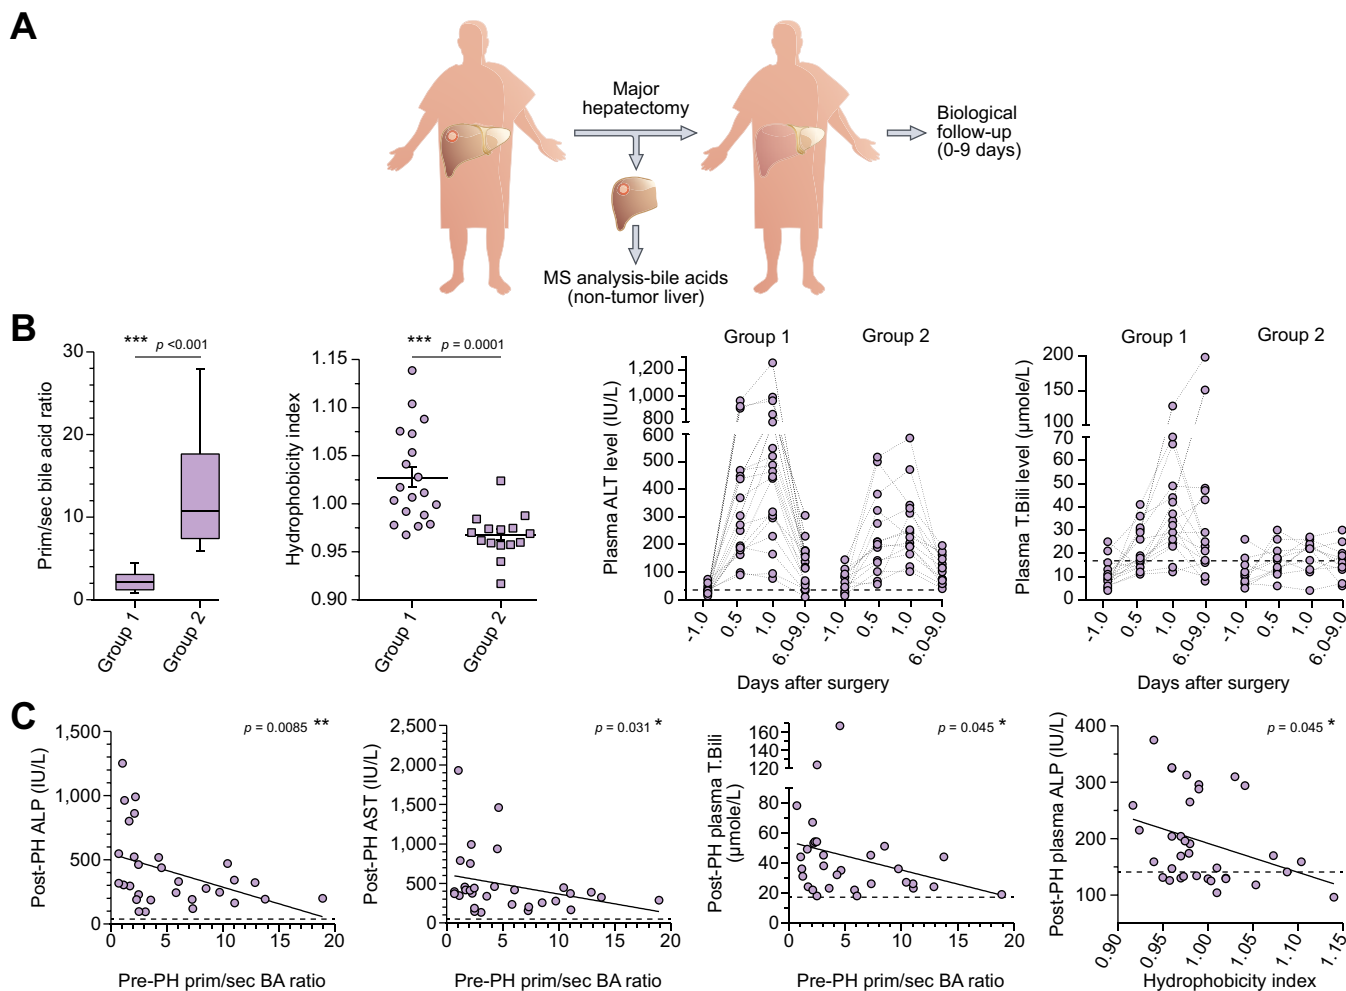 A
Major
hepatectomy
Biological
follow-up
(0-9 days)
MS analysis-bile acids
(non-tumor liver)
B
*** p <0.001
Prim/sec bile acid ratio
30
20
10
0
Group 1
Group 2
*** p = 0.0001
Hydrophobicity index
1.15
1.10
1.05
1.00
0.95
0.90
Group 1
Group 2
Group 1 Group 2
Plasma ALT level (IU/L)
1,200
1,000
800
600
500
400
300
200
100
0
-1.0 0.5 1.0 6.0-9.0 -1.0 0.5 1.0 6.0-9.0
Days after surgery
Group 1 Group 2
Plasma T.Bili level (µmole/L)
200
150
100
70
60
50
40
30
20
10
0
-1.0 0.5 1.0 6.0-9.0 -1.0 0.5 1.0 6.0-9.0
Days after surgery
C
p = 0.0085 **
Post-PH ALP (IU/L)
1,500
1,000
500
0
0 5 10 15 20
Pre-PH prim/sec BA ratio
p = 0.031 *
Post-PH AST (IU/L)
2,500
2,000
1,500
1,000
500
0
0 5 10 15 20
Pre-PH prim/sec BA ratio
p = 0.045 *
Post-PH plasma T.Bili
(µmole/L)
160
140
120
80
60
40
20
0
0 5 10 15 20
Pre-PH prim/sec BA ratio
p = 0.045 *
Post-PH plasma ALP (IU/L)
400
300
200
100
0.90 0.95 1.00 1.05 1.10 1.15
Hydrophobicity index